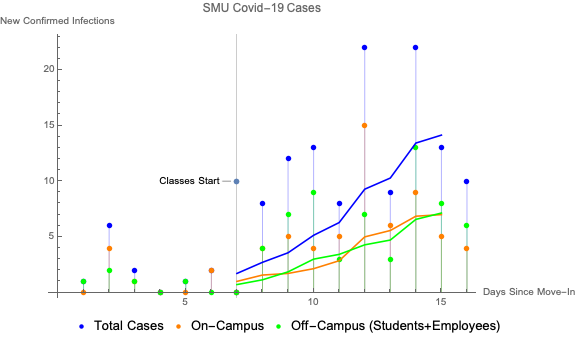 SMU Covid-19 Cases
New Confirmed Infections
20
15
Classes Start
10
5
5
10
15
Days Since Move-In
Total Cases
On-Campus
Off-Campus (Students+Employees)